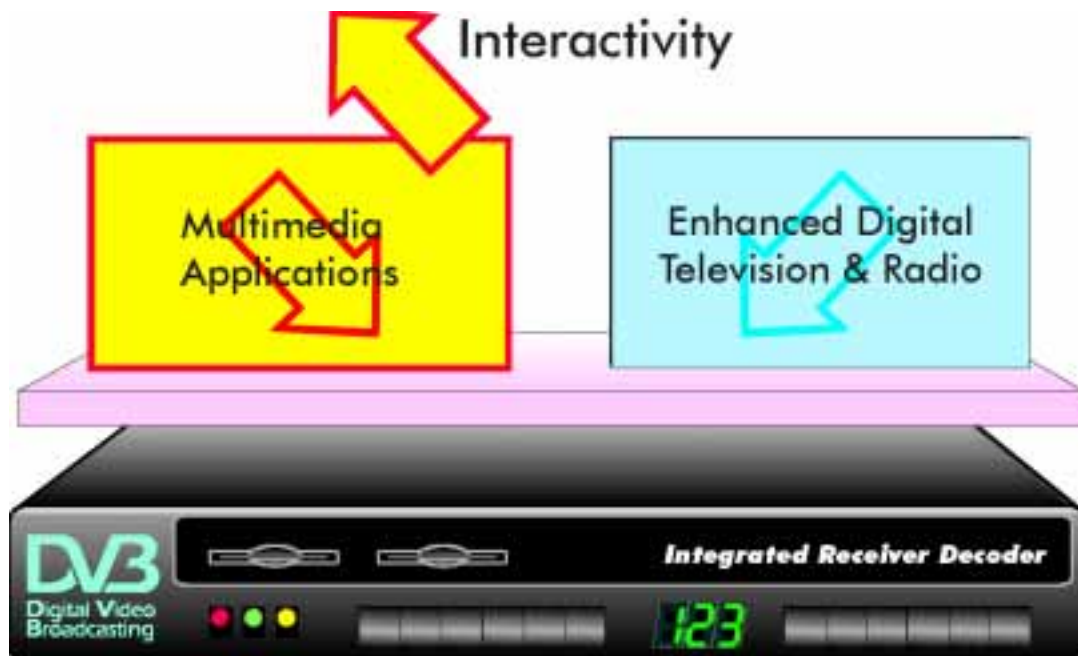 Interactivity
Multimedia
Applications
Enhanced Digital
Television & Radio
DVB
Digital Video
Broadcasting
Integrated Receiver Decoder
123